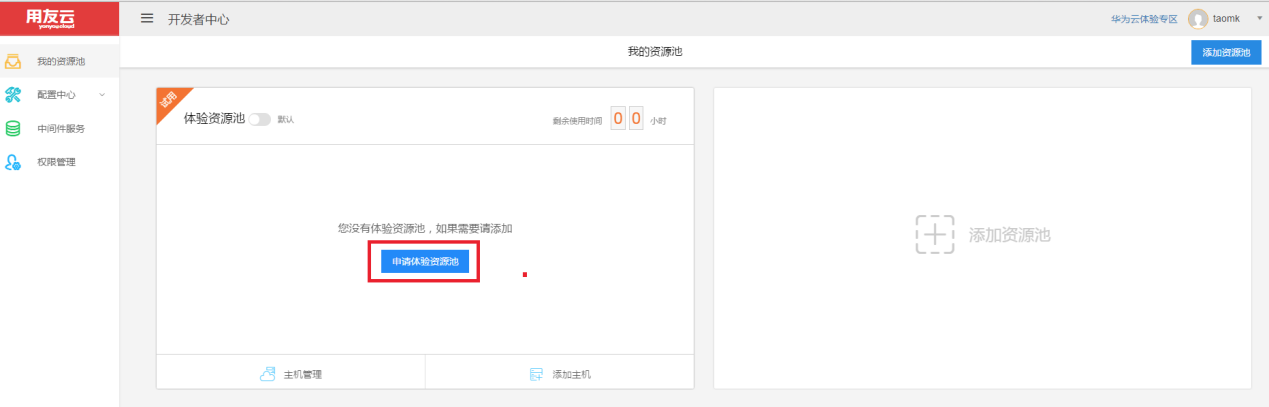 用友云
yonyoucloud
开发者中心
华为云体验专区
taomk
我的资源池
配置中心
中间件服务
权限管理
我的资源池
添加资源池
试用
体验资源池
默认
剩余使用时间 0 0 小时
您没有体验资源池，如果需要请添加
申请体验资源池
主机管理
添加主机
添加资源池